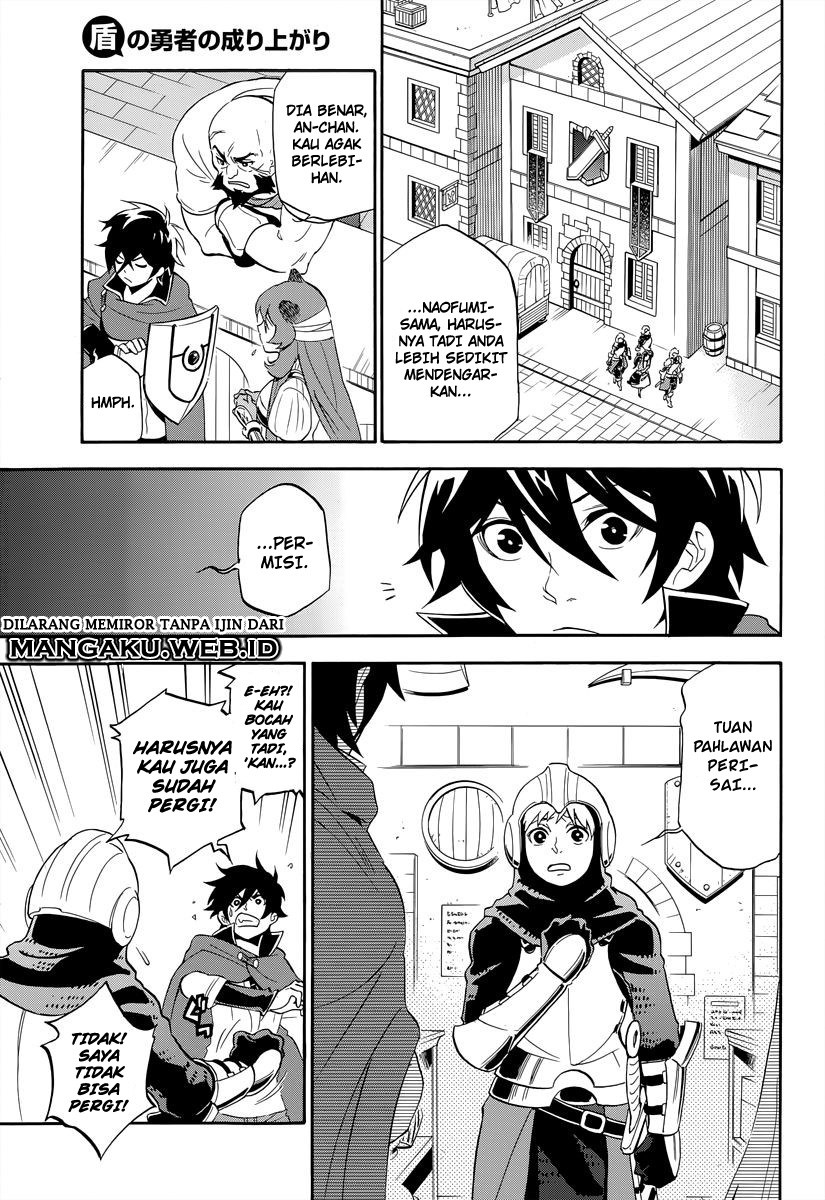 盾の勇者の成り上がり
...NAOFUMI-
SAMA, HARUS-
NYA TADI ANDA
LEBIH SEDIKIT
MENDENGAR-
KAN...
DIA BENAR,
AN-CHAN.
KAU AGAK
BERLEBI-
HAN.
HMPH.
...PER-
MISI.
DILARANG MEMIROR TANPA IJIN DARI
MANGAKU.WEB.ID
TUAN
PAHLAWAN
PERI-
SAI...
E-EH?!
KAU
BOCAH
YANG
TADI,
'KAN...?
HARUSNYA
KAU JUGA
SUDAH
PERGI!
TIDAK!
SAYA
TIDAK
BISA
PERGI!